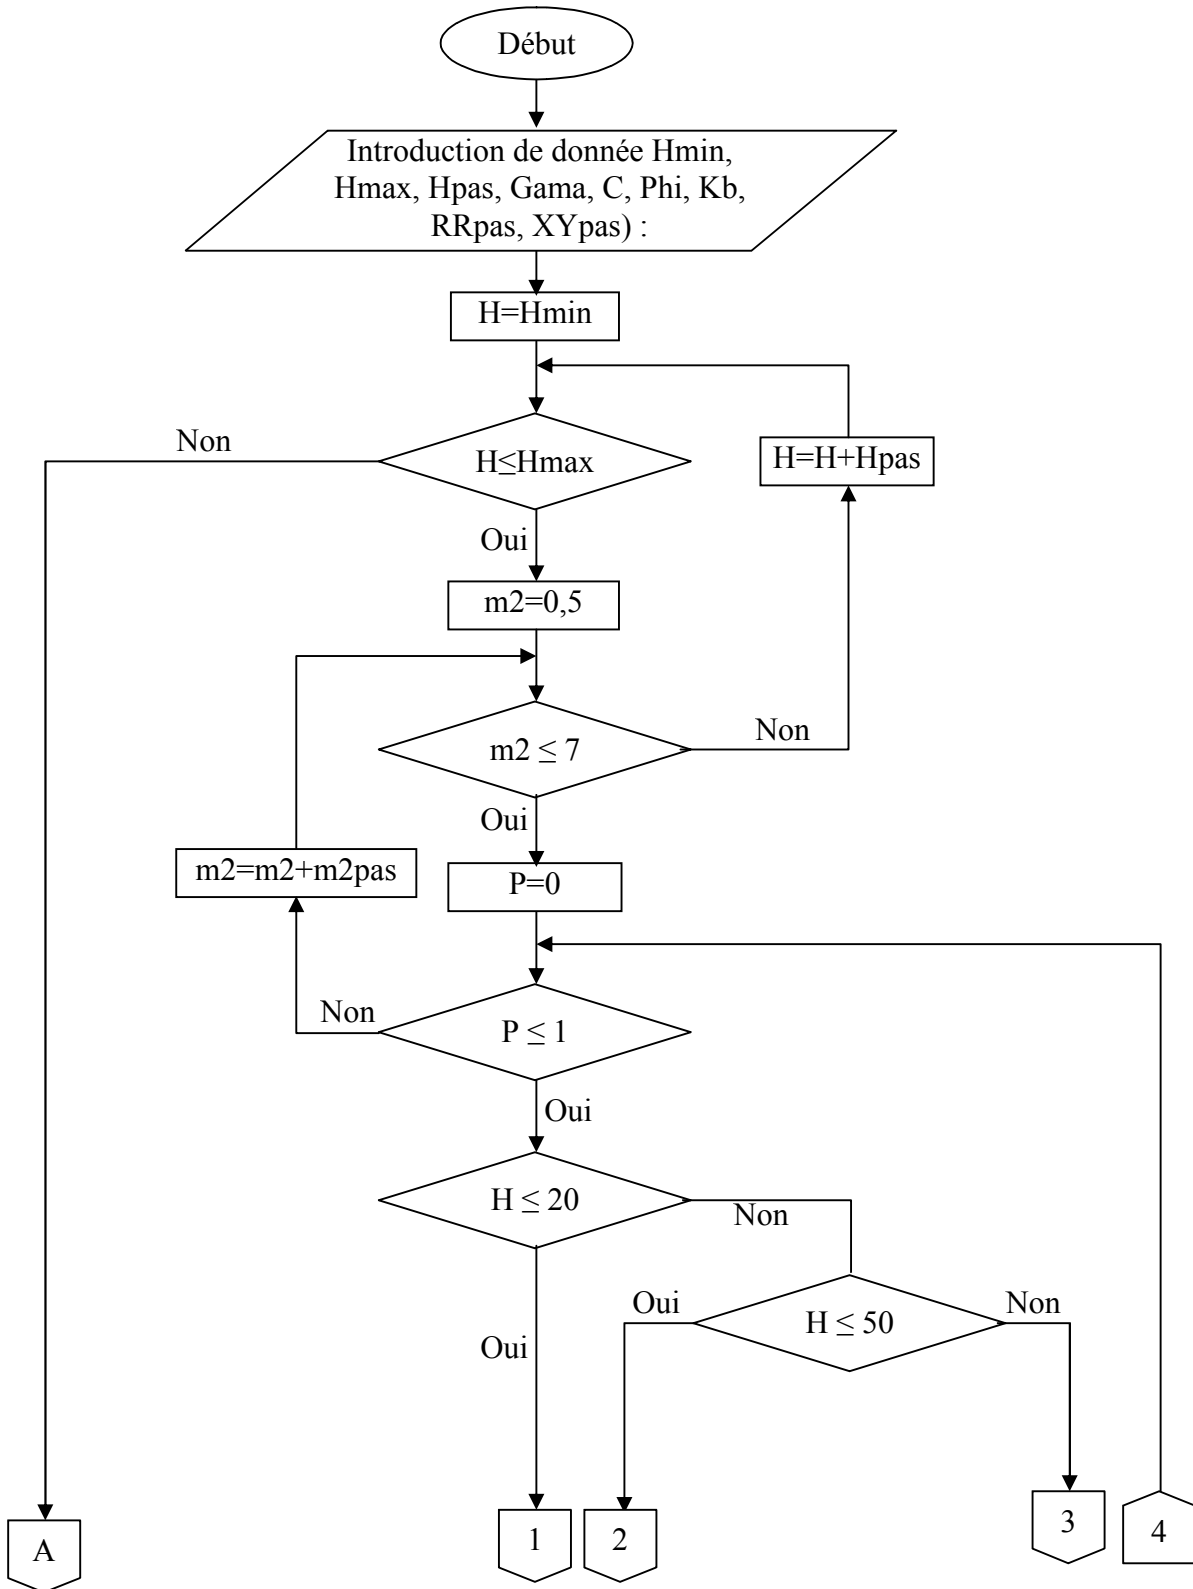 Début
Introduction de donnée Hmin,
Hmax, Hpas, Gama, C, Phi, Kb,
RRpas, XYpas) :
H=Hmin
Non
H≤Hmax
H=H+Hpas
Oui
m2=0,5
m2 ≤ 7
Non
Oui
m2=m2+m2pas
P=0
Non
P ≤ 1
Oui
H ≤ 20
Non
Oui
H ≤ 50
Non
Oui
A
1
2
3
4